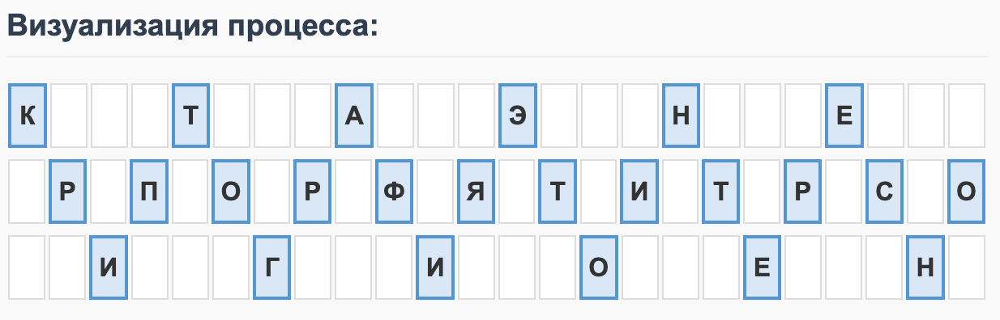 Визуализация процесса:
К Т А Э Н Е
Р П О Р Ф Я Т И Т Р С О
И Г И О Е Н